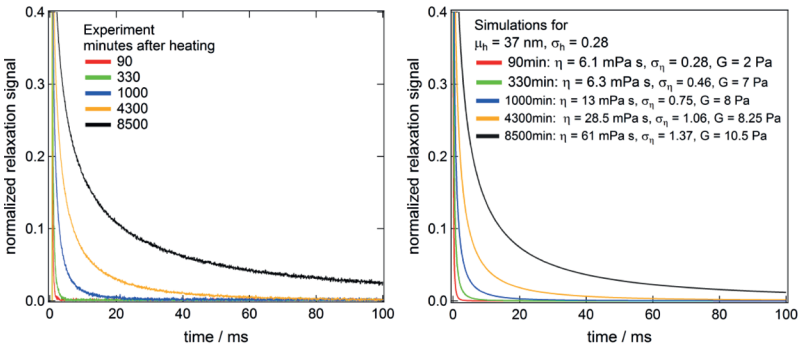 0.4
0.3
0.2
0.1
0.0
normalized relaxation signal
Experiment
minutes after heating
90
330
1000
4300
8500
0 20 40 60 80 100
time / ms
0.4
0.3
0.2
0.1
0.0
normalized relaxation signal
Simulations for
μh = 37 nm, σh = 0.28
90min: η = 6.1 mPa s, ση = 0.28, G = 2 Pa
330min: η = 6.3 mPa s, ση = 0.46, G = 7 Pa
1000min: η = 13 mPa s, ση = 0.75, G = 8 Pa
4300min: η = 28.5 mPa s, ση = 1.06, G = 8.25 Pa
8500min: η = 61 mPa s, ση = 1.37, G = 10.5 Pa
0 20 40 60 80 100
time / ms